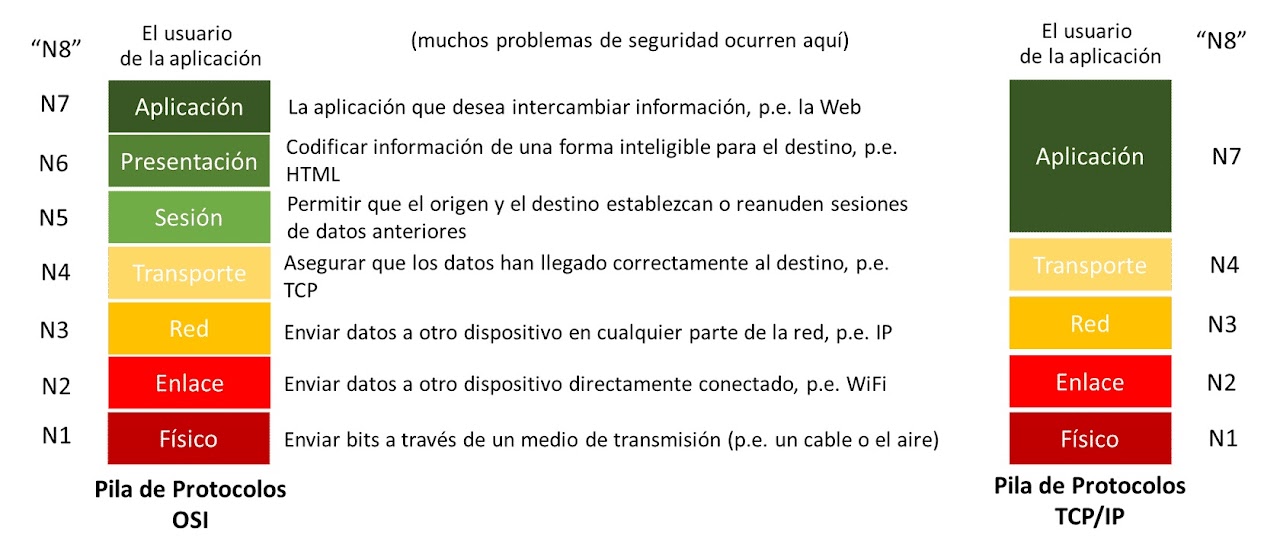 “N8”
El usuario
de la aplicación
(muchos problemas de seguridad ocurren aquí)
El usuario
de la aplicación
“N8”
N7
Aplicación
La aplicación que desea intercambiar información, p.e. la Web
N6
Presentación
Codificar información de una forma inteligible para el destino, p.e.
HTML
Aplicación
N7
N5
Sesión
Permitir que el origen y el destino establezcan o reanuden sesiones
de datos anteriores
N4
Transporte
Asegurar que los datos han llegado correctamente al destino, p.e.
TCP
Transporte
N4
N3
Red
Enviar datos a otro dispositivo en cualquier parte de la red, p.e. IP
Red
N3
N2
Enlace
Enviar datos a otro dispositivo directamente conectado, p.e. WiFi
Enlace
N2
N1
Físico
Enviar bits a través de un medio de transmisión (p.e. un cable o el aire)
Físico
N1
Pila de Protocolos
OSI
Pila de Protocolos
TCP/IP